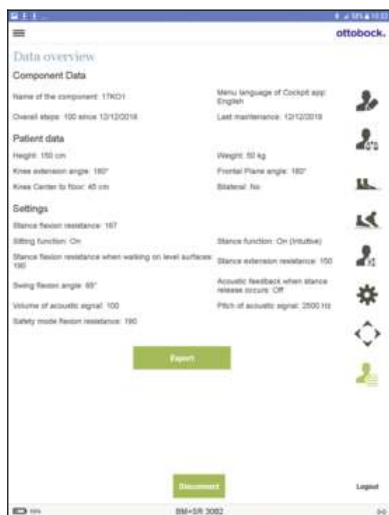 10:33
ottobock.
Data overview
Component Data
Name of the component: 17KO1
Menu language of Cockpit app:
English
Overall steps: 100 since 12/12/2018
Last maintenance: 12/12/2018
Patient data
Height: 150 cm
Weight: 50 kg
Knee extension angle: 180°
Frontal Plane angle: 180°
Knee Center to floor: 45 cm
Bilateral: No
Settings
Stance flexion resistance: 167
Sitting function: On
Stance function: On (Intuitive)
Stance flexion resistance when walking on level surfaces:
190
Stance extension resistance: 150
Swing flexion angle: 65°
Acoustic feedback when stance
release occurs: Off
Volume of acoustic signal: 100
Pitch of acoustic signal: 2500 Hz
Safety mode flexion resistance: 190
Export
Disconnect
Logout
BM+SR 3002